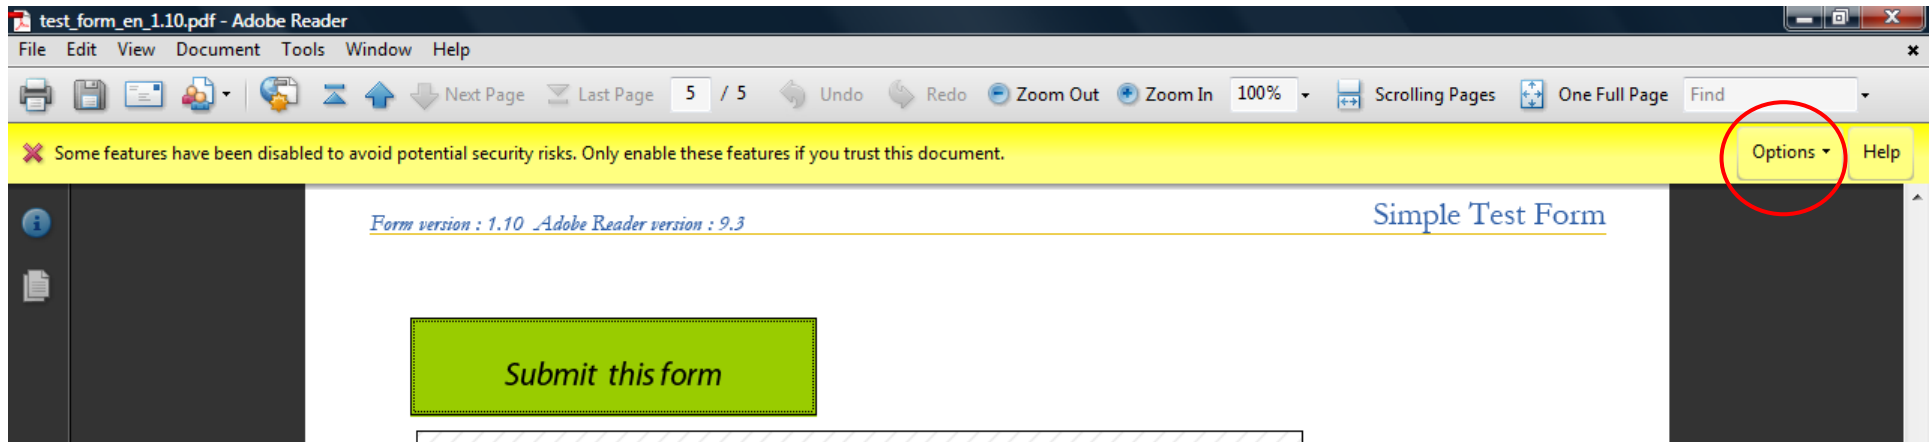 test_form_en_1.10.pdf - Adobe Reader
File Edit View Document Tools Window Help
Next Page Last Page 5 / 5 Undo Redo Zoom Out Zoom In 100% Scrolling Pages One Full Page Find
Some features have been disabled to avoid potential security risks. Only enable these features if you trust this document. Options Help
Form version : 1.10 Adobe Reader version : 9.3 Simple Test Form
Submit this form